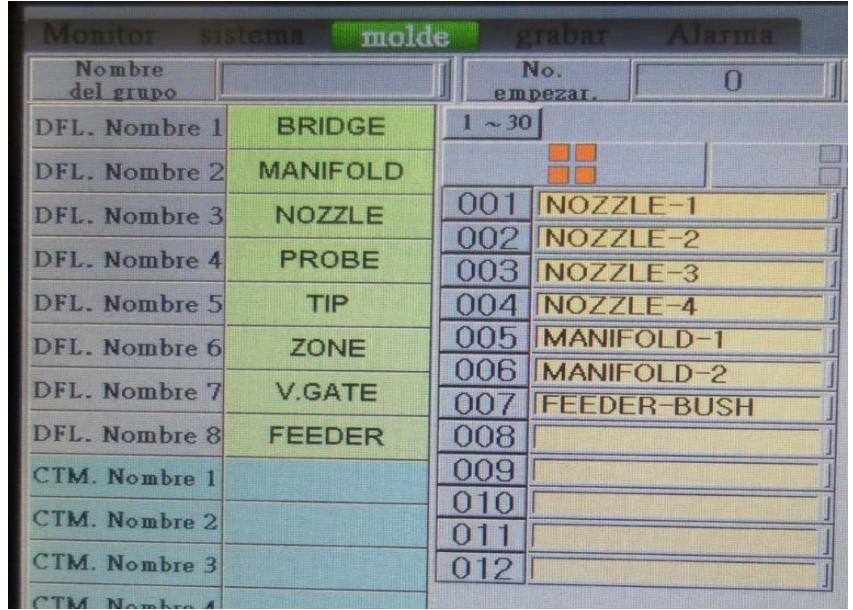 Monitor sistema molde grabar Alarma
Nombre del grupo
No. empezar. 0
DFL. Nombre 1 BRIDGE
DFL. Nombre 2 MANIFOLD
DFL. Nombre 3 NOZZLE
DFL. Nombre 4 PROBE
DFL. Nombre 5 TIP
DFL. Nombre 6 ZONE
DFL. Nombre 7 V.GATE
DFL. Nombre 8 FEEDER
CTM. Nombre 1
CTM. Nombre 2
CTM. Nombre 3
CTM. Nombre 4
1 ~ 30
001 NOZZLE-1
002 NOZZLE-2
003 NOZZLE-3
004 NOZZLE-4
005 MANIFOLD-1
006 MANIFOLD-2
007 FEEDER-BUSH
008
009
010
011
012